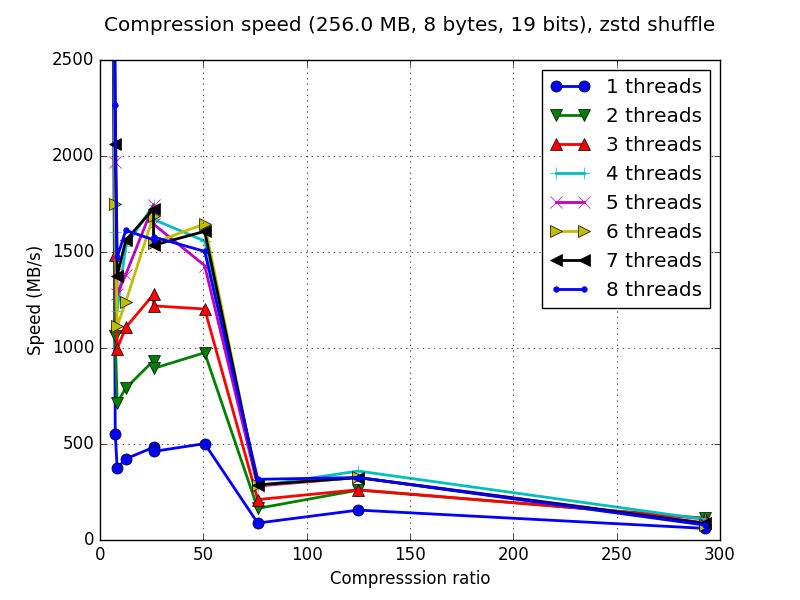 Compression speed (256.0 MB, 8 bytes, 19 bits), zstd shuffle
2500
2000
1500
1000
500
0
Speed (MB/s)
1 threads
2 threads
3 threads
4 threads
5 threads
6 threads
7 threads
8 threads
0 50 100 150 200 250 300
Compresssion ratio